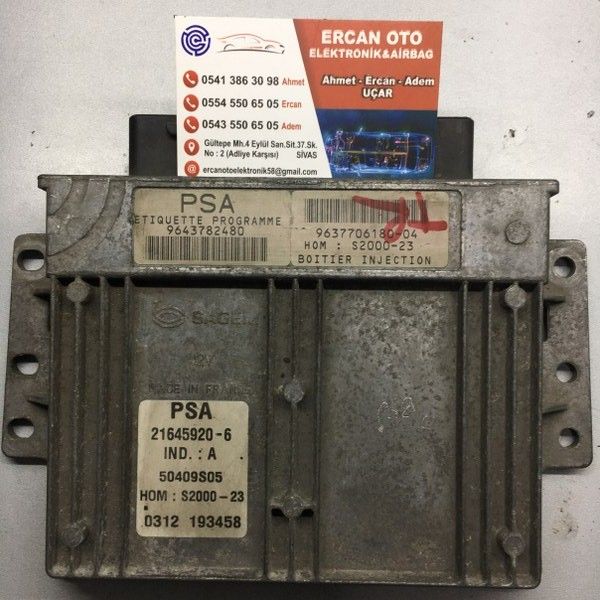 ERCAN OTO
ELEKTRONİK&AİRBAG
Ahmet - Ercan - Adem
UÇAR
0541 386 30 98 Ahmet
0554 550 65 05 Ercan
0543 550 65 05 Adem
Gültepe Mh.4 Eylül San.Sit.37.Sk.
No : 2 (Adliye Karşısı) SİVAS
ercanotoelektronik58@gmail.com
PSA
ETIQUETTE PROGRAMME
9643782480
9637706180-04
HOM : S2000-23
BOITIER INJECTION
SAGEM
12V
MADE IN FRANCE
PSA
21645920-6
IND. : A
50409S05
HOM : S2000-23
0312 193458